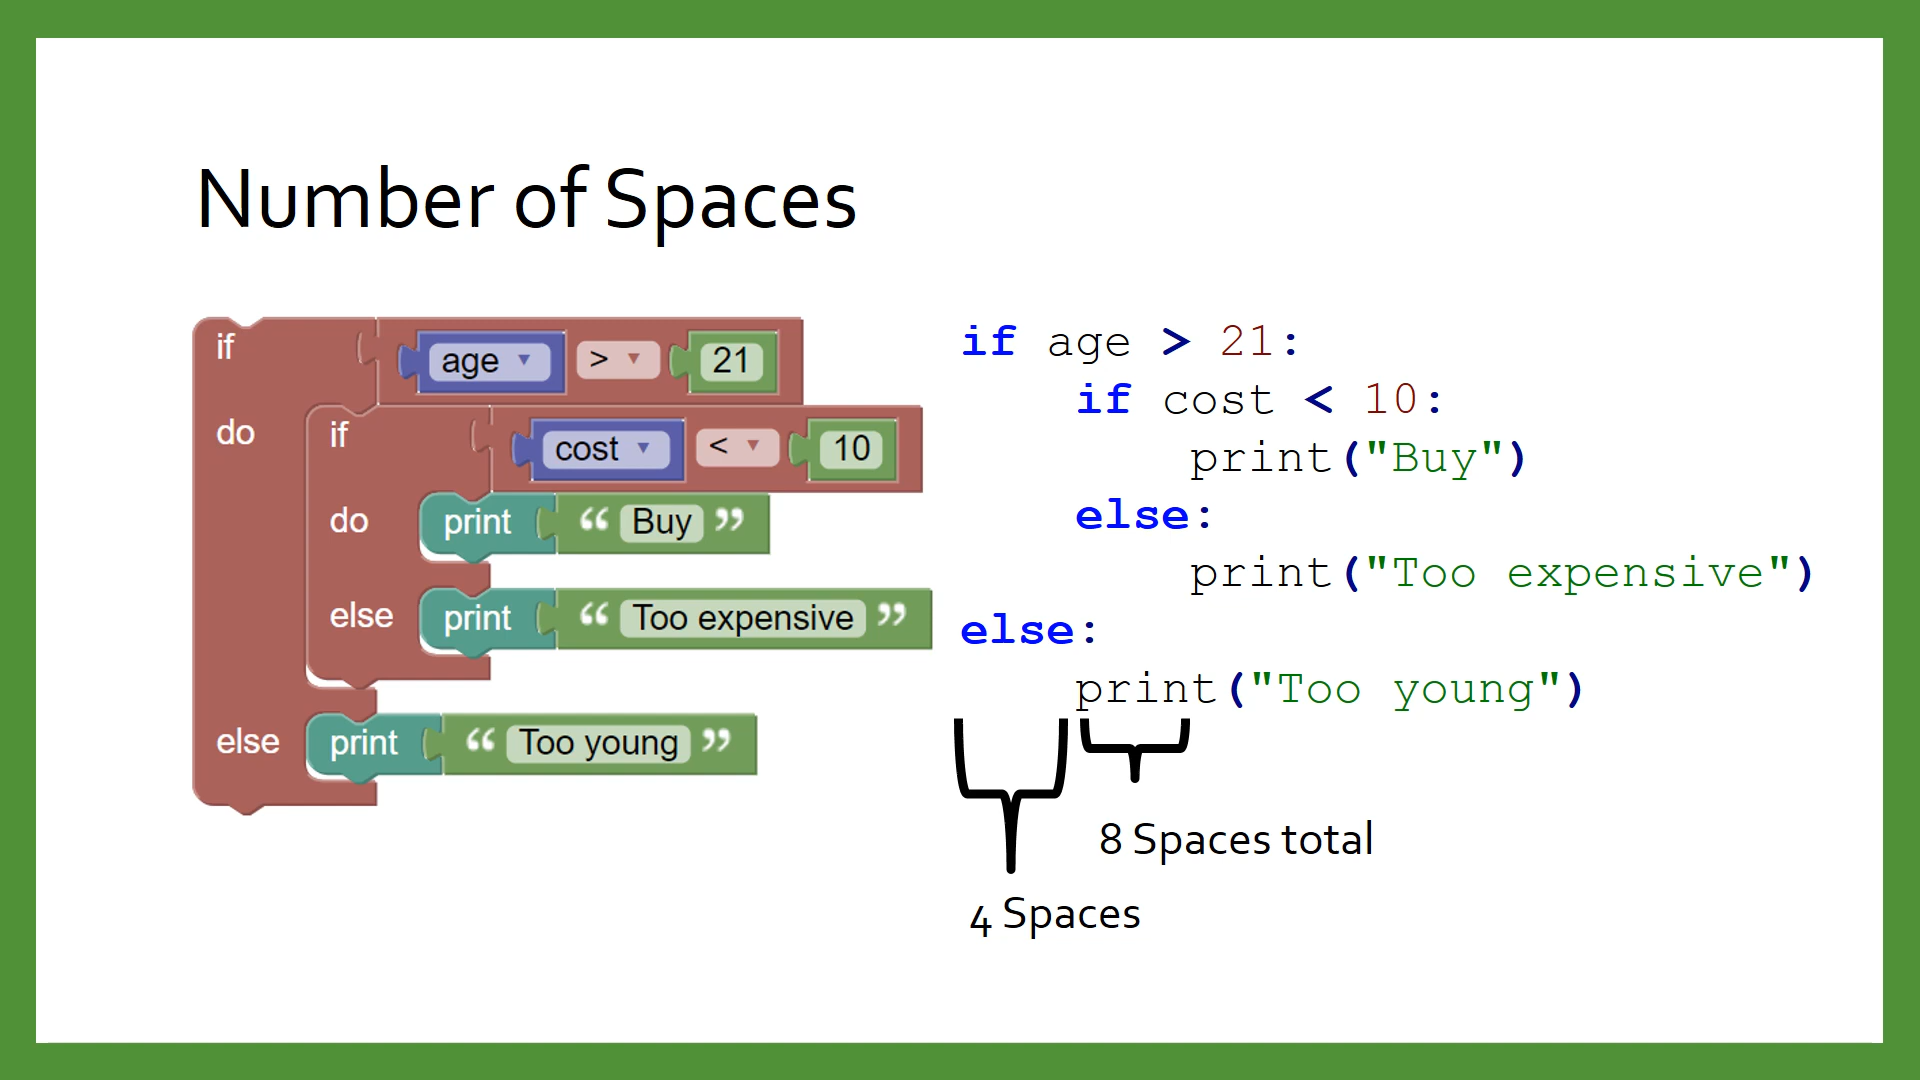 Number of Spaces
if age > 21
do if cost < 10
do print “ Buy ”
else print “ Too expensive ”
else print “ Too young ”
if age > 21:
    if cost < 10:
        print("Buy")
    else:
        print("Too expensive")
else:
    print("Too young")
8 Spaces total
4 Spaces